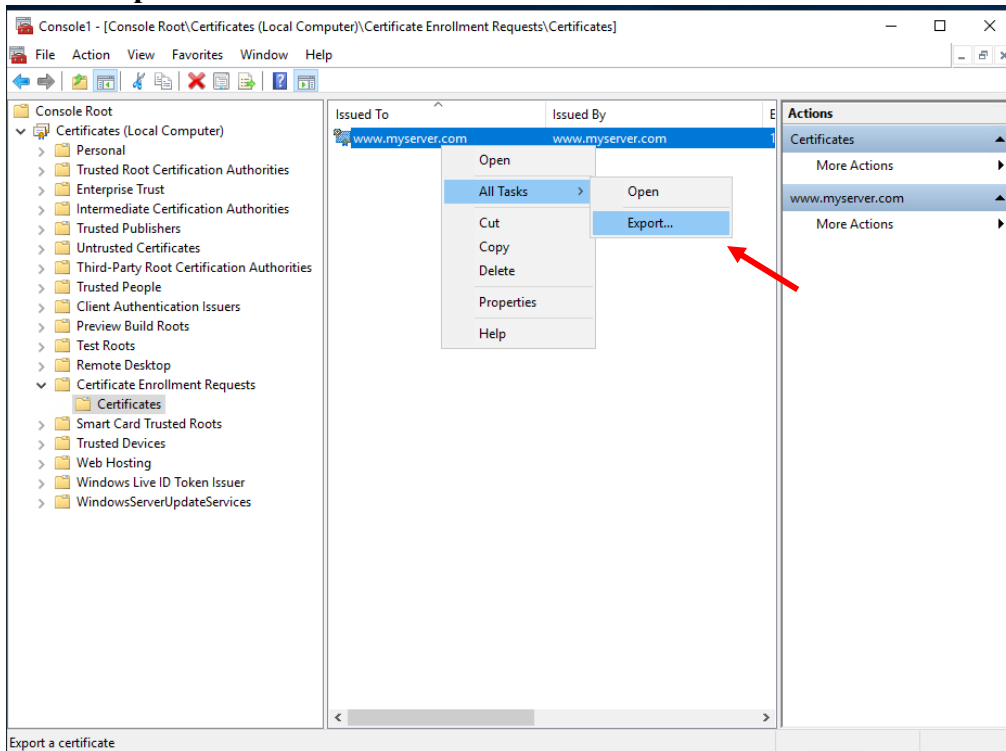 Console1 - [Console Root\Certificates (Local Computer)\Certificate Enrollment Requests\Certificates]
File Action View Favorites Window Help
Console Root
Certificates (Local Computer)
Personal
Trusted Root Certification Authorities
Enterprise Trust
Intermediate Certification Authorities
Trusted Publishers
Untrusted Certificates
Third-Party Root Certification Authorities
Trusted People
Client Authentication Issuers
Preview Build Roots
Test Roots
Remote Desktop
Certificate Enrollment Requests
Certificates
Smart Card Trusted Roots
Trusted Devices
Web Hosting
Windows Live ID Token Issuer
WindowsServerUpdateServices
Issued To Issued By E
www.myserver.com www.myserver.com 1
Open
All Tasks
Cut
Copy
Delete
Properties
Help
Open
Export...
Actions
Certificates
More Actions
www.myserver.com
More Actions
Export a certificate